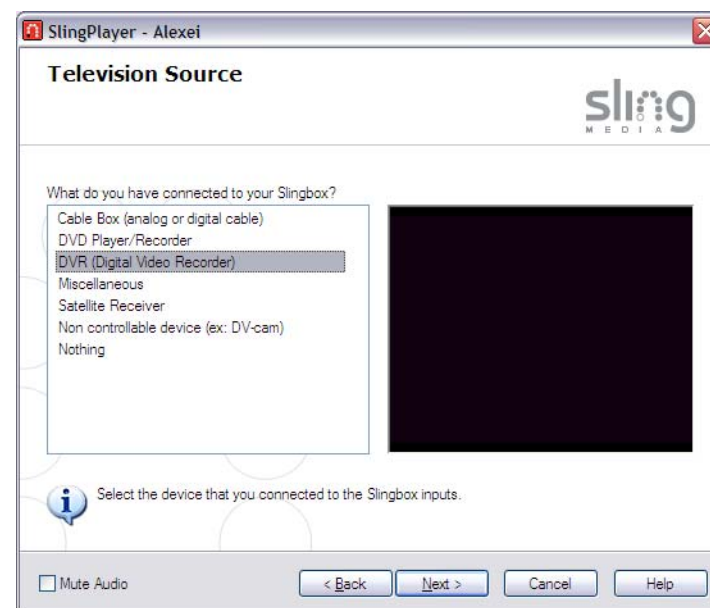 SlingPlayer - Alexei
Television Source
sling
MEDIA
What do you have connected to your Slingbox?
Cable Box (analog or digital cable)
DVD Player/Recorder
DVR (Digital Video Recorder)
Miscellaneous
Satellite Receiver
Non controllable device (ex: DV-cam)
Nothing
Select the device that you connected to the Slingbox inputs.
Mute Audio
< Back
Next >
Cancel
Help